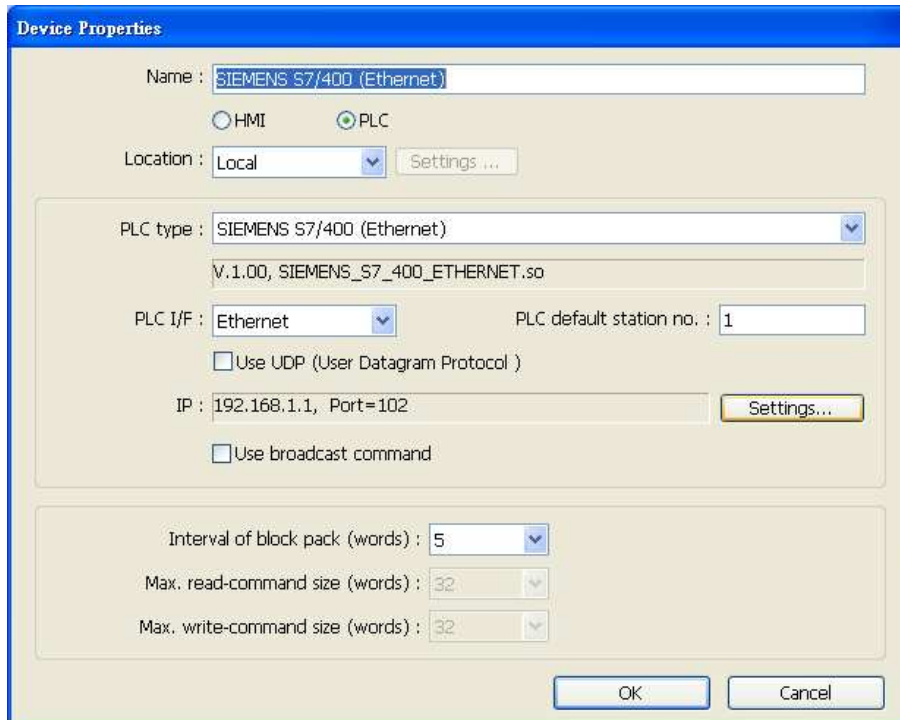 Device Properties
Name : SIEMENS S7/400 (Ethernet)
HMI PLC
Location : Local Settings ...
PLC type : SIEMENS S7/400 (Ethernet)
V.1.00, SIEMENS_S7_400_ETHERNET.so
PLC I/F : Ethernet PLC default station no. : 1
Use UDP (User Datagram Protocol )
IP : 192.168.1.1, Port=102 Settings...
Use broadcast command
Interval of block pack (words) : 5
Max. read-command size (words) : 32
Max. write-command size (words) : 32
OK Cancel